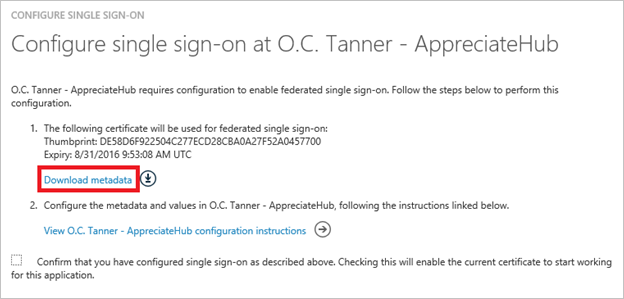 CONFIGURE SINGLE SIGN-ON
Configure single sign-on at O.C. Tanner - AppreciateHub
O.C. Tanner - AppreciateHub requires configuration to enable federated single sign-on. Follow the steps below to perform this
configuration.
1. The following certificate will be used for federated single sign-on:
Thumbprint: DE58D6F922504C277ECD28CBA0A27F52A0457700
Expiry: 8/31/2016 9:53:08 AM UTC
Download metadata
2. Configure the metadata and values in O.C. Tanner - AppreciateHub, following the instructions linked below.
View O.C. Tanner - AppreciateHub configuration instructions
Confirm that you have configured single sign-on as described above. Checking this will enable the current certificate to start working
for this application.